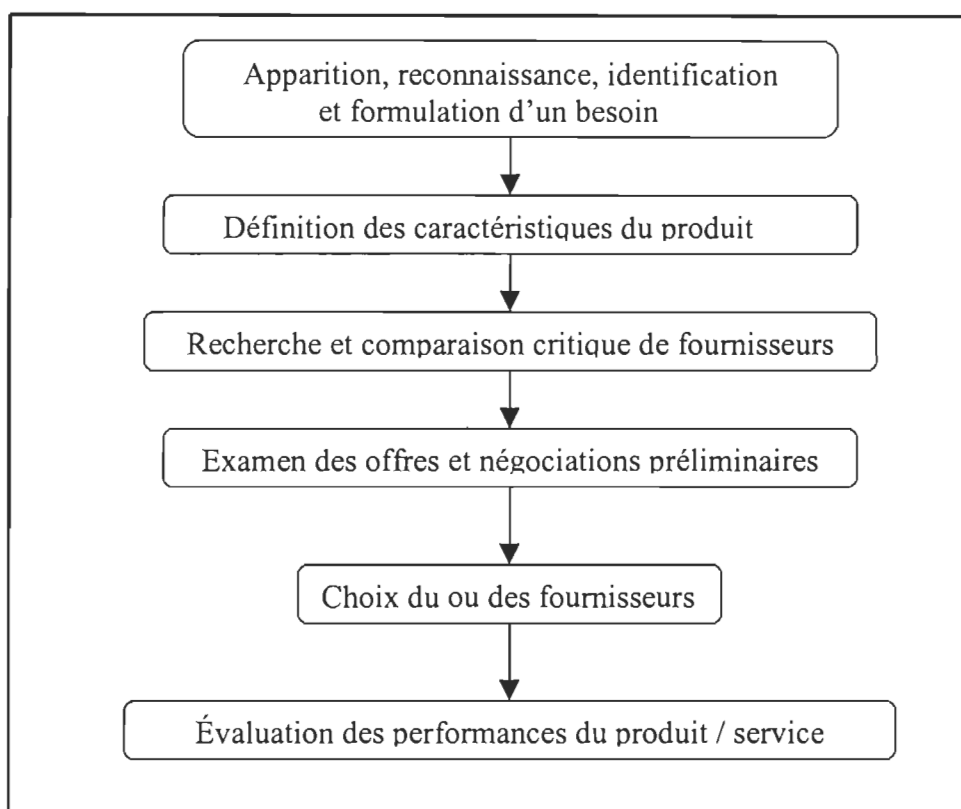 Apparition, reconnaissance, identification
et formulation d'un besoin
Définition des caractéristiques du produit
Recherche et comparaison critique de fournisseurs
Examen des offres et négociations préliminaires
Choix du ou des fournisseurs
Évaluation des performances du produit / service